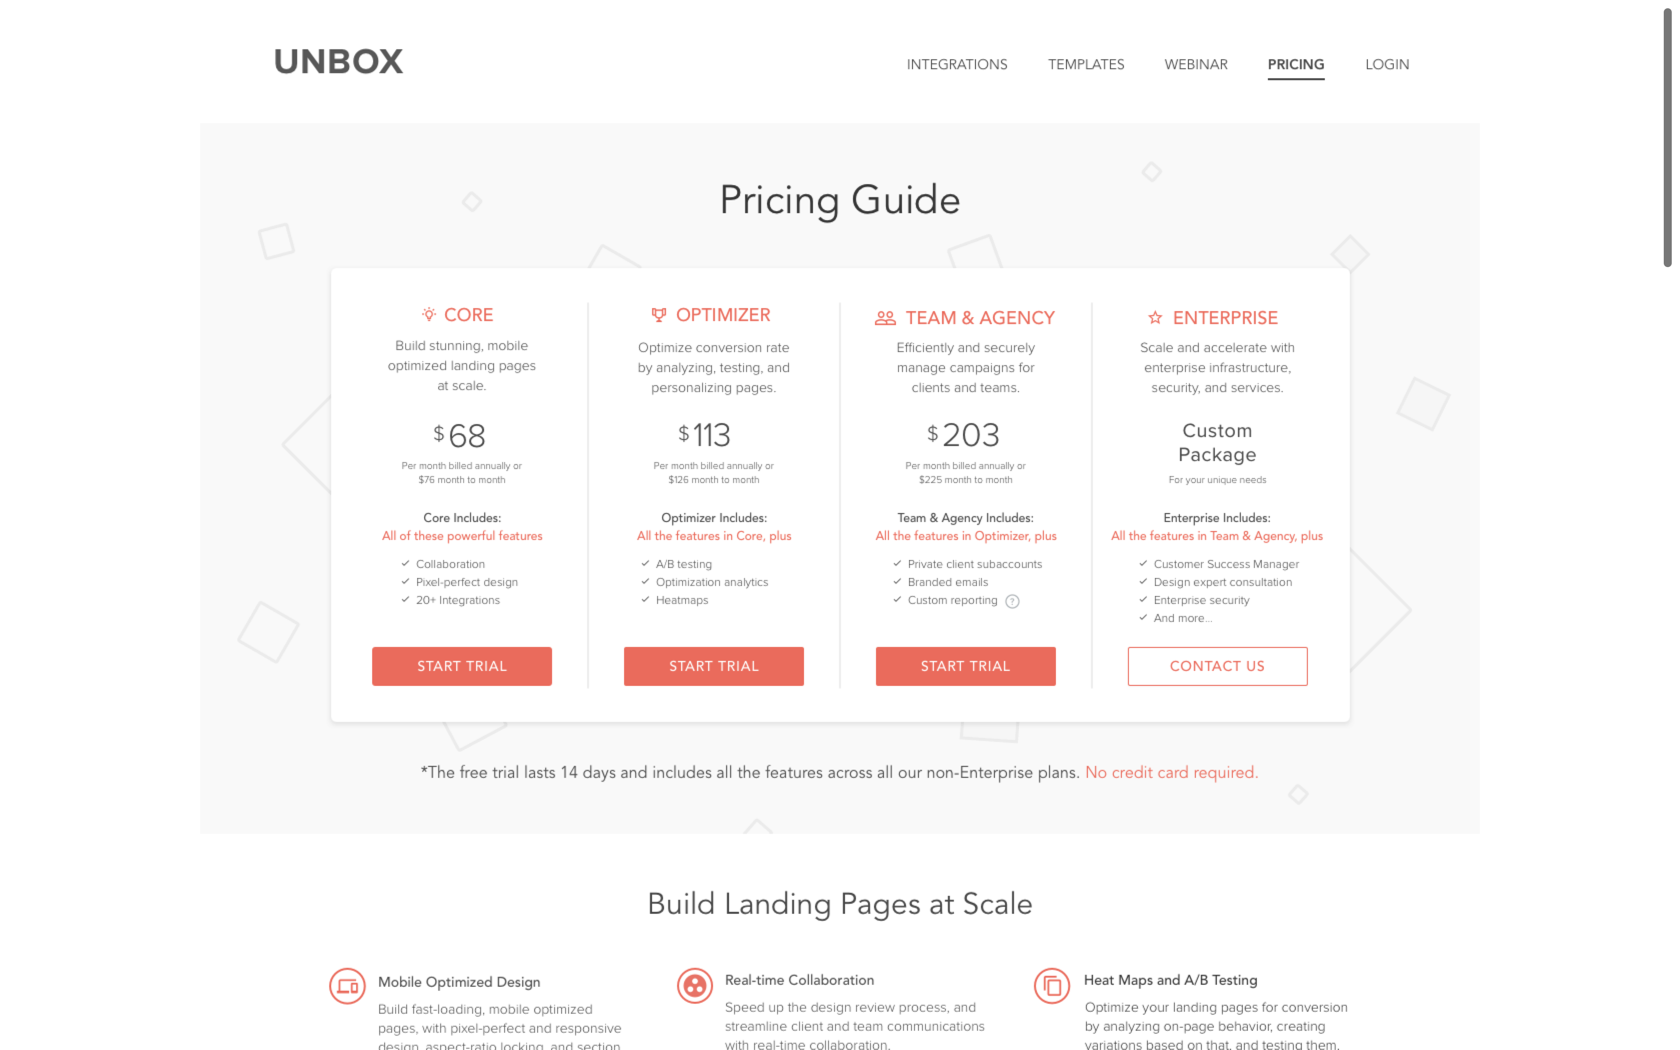 UNBOX
INTEGRATIONS
TEMPLATES
WEBINAR
PRICING
LOGIN
Pricing Guide
CORE
Build stunning, mobile
optimized landing pages
at scale.
$68
Per month billed annually or
$76 month to month
Core Includes:
All of these powerful features
Collaboration
Pixel-perfect design
20+ Integrations
START TRIAL
OPTIMIZER
Optimize conversion rate
by analyzing, testing, and
personalizing pages.
$113
Per month billed annually or
$126 month to month
Optimizer Includes:
All the features in Core, plus
A/B testing
Optimization analytics
Heatmaps
START TRIAL
TEAM & AGENCY
Efficiently and securely
manage campaigns for
clients and teams.
$203
Per month billed annually or
$225 month to month
Team & Agency Includes:
All the features in Optimizer, plus
Private client subaccounts
Branded emails
Custom reporting ?
START TRIAL
ENTERPRISE
Scale and accelerate with
enterprise infrastructure,
security, and services.
Custom
Package
For your unique needs
Enterprise Includes:
All the features in Team & Agency, plus
Customer Success Manager
Design expert consultation
Enterprise security
And more...
CONTACT US
*The free trial lasts 14 days and includes all the features across all our non-Enterprise plans. No credit card required.
Build Landing Pages at Scale
Mobile Optimized Design
Build fast-loading, mobile optimized
pages, with pixel-perfect and responsive
design, aspect-ratio locking, and section
Real-time Collaboration
Speed up the design review process, and
streamline client and team communications
with real-time collaboration.
Heat Maps and A/B Testing
Optimize your landing pages for conversion
by analyzing on-page behavior, creating
variations based on that, and testing them.